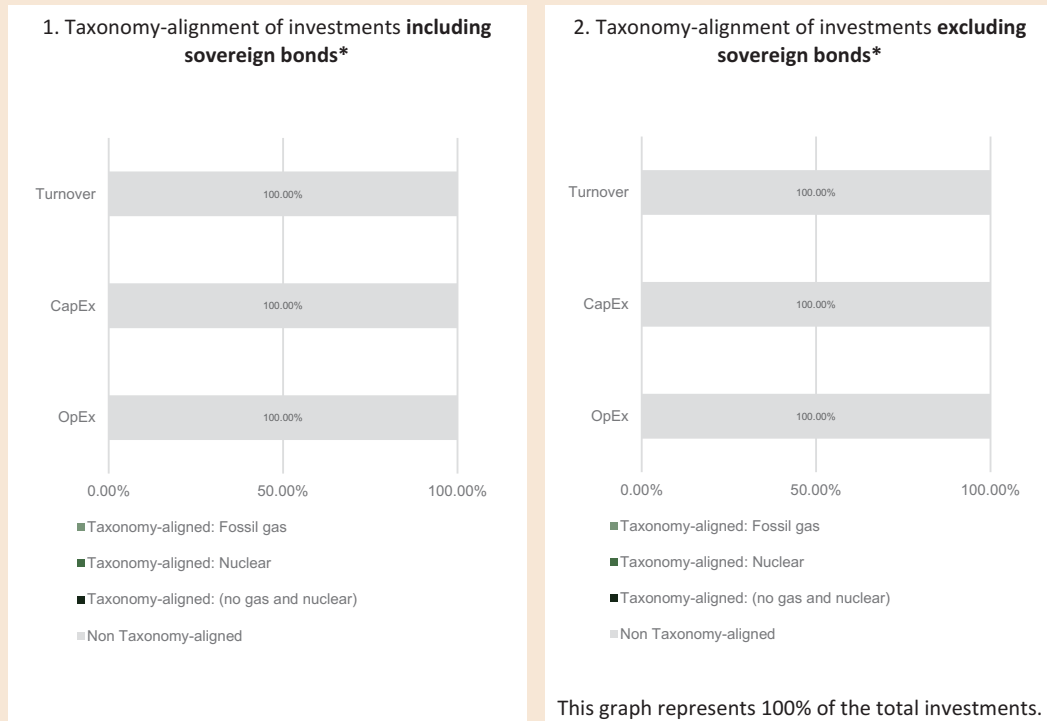 1. Taxonomy-alignment of investments including
sovereign bonds*
Turnover
100.00%
CapEx
100.00%
OpEx
100.00%
0.00%
50.00%
100.00%
Taxonomy-aligned: Fossil gas
Taxonomy-aligned: Nuclear
Taxonomy-aligned: (no gas and nuclear)
Non Taxonomy-aligned
2. Taxonomy-alignment of investments excluding
sovereign bonds*
Turnover
100.00%
CapEx
100.00%
OpEx
100.00%
0.00%
50.00%
100.00%
Taxonomy-aligned: Fossil gas
Taxonomy-aligned: Nuclear
Taxonomy-aligned: (no gas and nuclear)
Non Taxonomy-aligned
This graph represents 100% of the total investments.